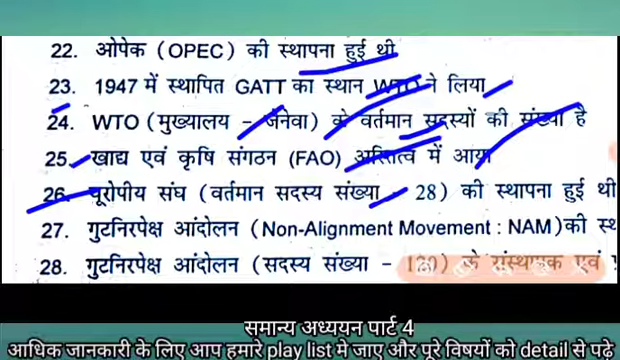 22. ओपेक (OPEC) की स्थापना हुई थी
23. 1947 में स्थापित GATT का स्थान WTO ने लिया
24. WTO (मुख्यालय - जेनेवा) के वर्तमान सदस्यों की संख्या है
25. खाद्य एवं कृषि संगठन (FAO) अस्तित्व में आया
26. यूरोपीय संघ (वर्तमान सदस्य संख्या - 28) की स्थापना हुई थी
27. गुटनिरपेक्ष आंदोलन (Non-Alignment Movement : NAM) की
28. गुटनिरपेक्ष आंदोलन (सदस्य संख्या - 120) के संस्थापक एवं
समान्य अध्ययन पार्ट 4
आधिक जानकारी के लिए आप हमारे play list मे जाए और पूरे विषयों को detail से पढ़े